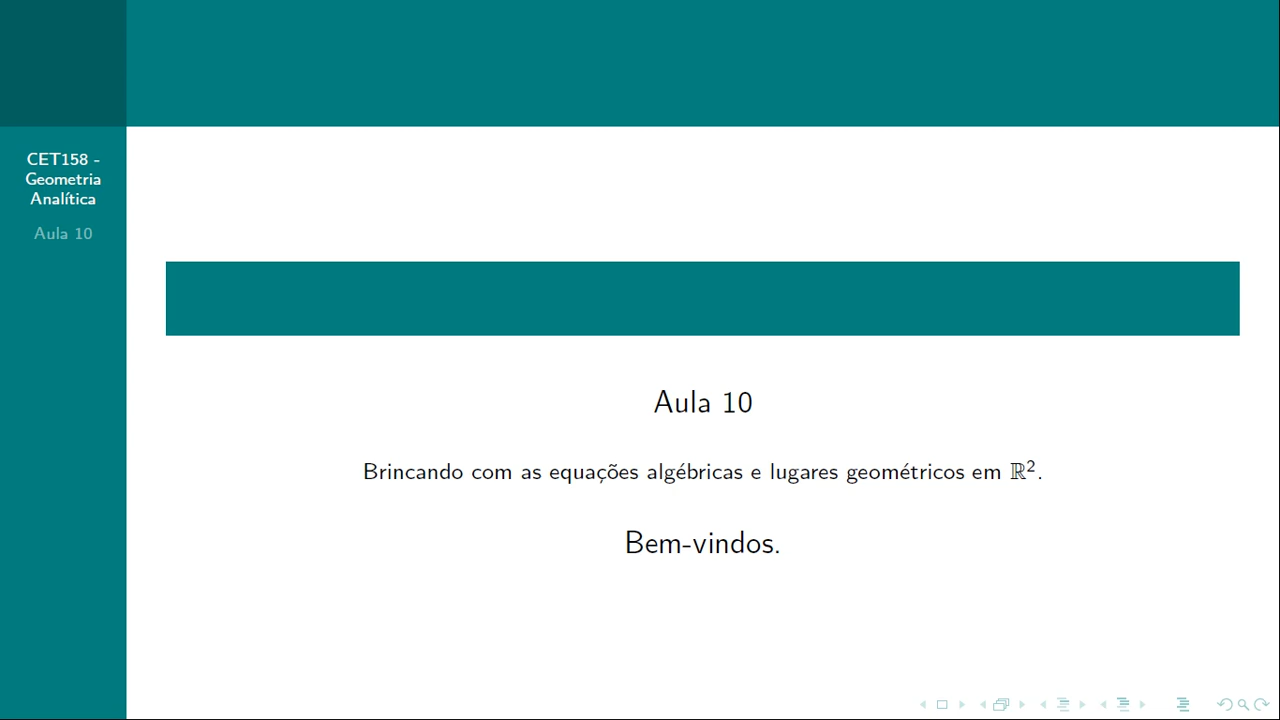 CET158 -
Geometria
Analítica
Aula 10
Aula 10
Brincando com as equações algébricas e lugares geométricos em ℝ².
Bem-vindos.